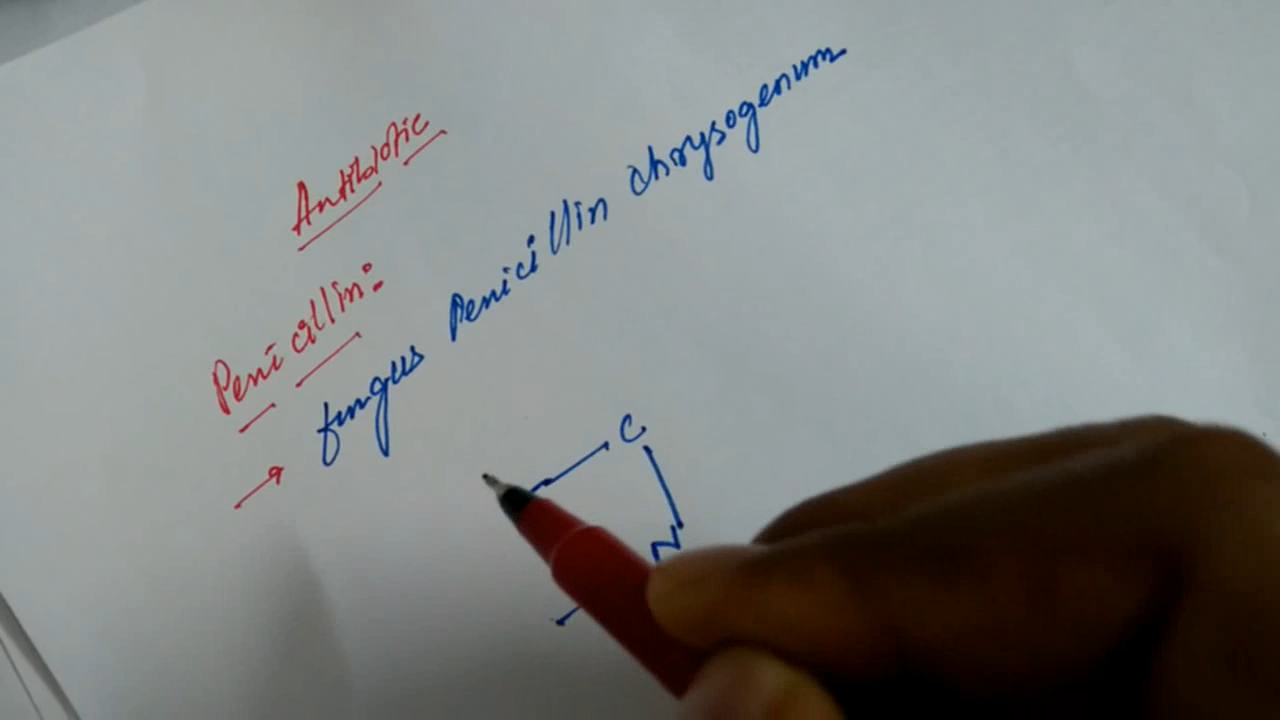 Antibiotic
Penicillin:-
→ fungus Penicillin chrysogenum
C
N